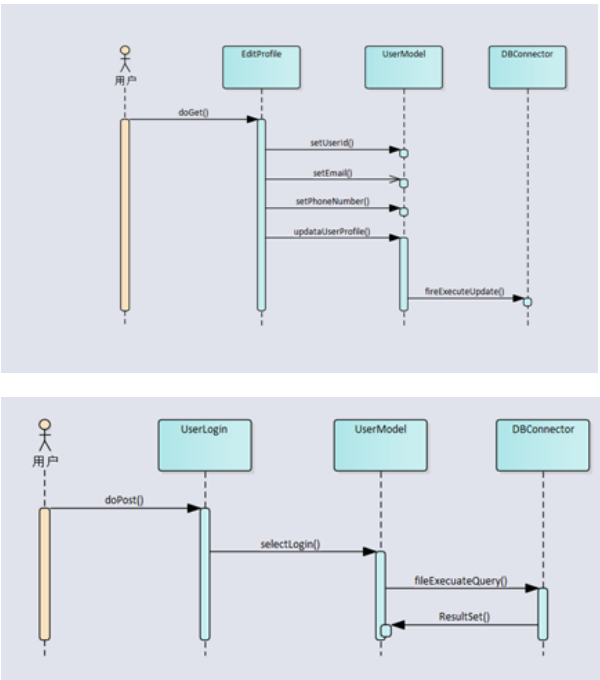 EditProfile UserModel DBConnector
用户
doGet()
setUserId()
setEmail()
setPhoneNumber()
updataUserProfile()
fireExecuteUpdate()
UserLogin UserModel DBConnector
用户
doPost()
selectLogin()
fileExecuateQuery()
ResultSet()